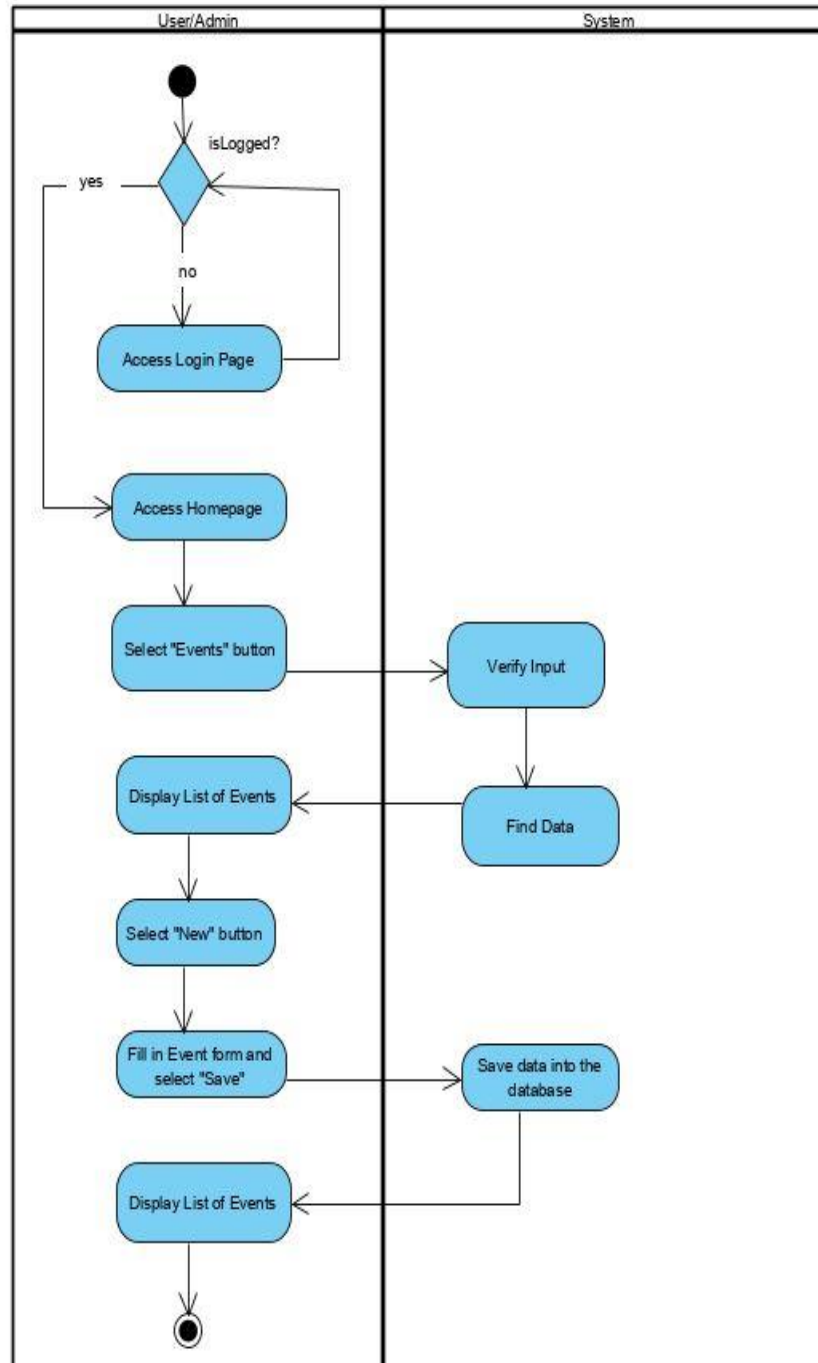 User/Admin
System
isLogged?
yes
no
Access Login Page
Access Homepage
Select "Events" button
Verify Input
Display List of Events
Find Data
Select "New" button
Fill in Event form and
select "Save"
Save data into the
database
Display List of Events